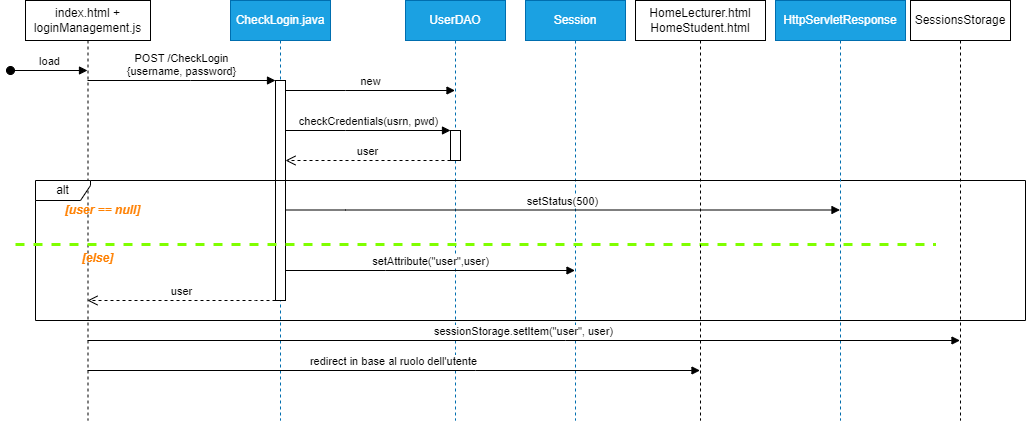 index.html +
loginManagement.js
CheckLogin.java
UserDAO
Session
HomeLecturer.html
HomeStudent.html
HttpServletResponse
SessionsStorage
load
POST /CheckLogin
{username, password}
new
checkCredentials(usrn, pwd)
user
alt
[user == null]
setStatus(500)
[else]
setAttribute("user",user)
user
sessionStorage.setItem("user", user)
redirect in base al ruolo dell'utente